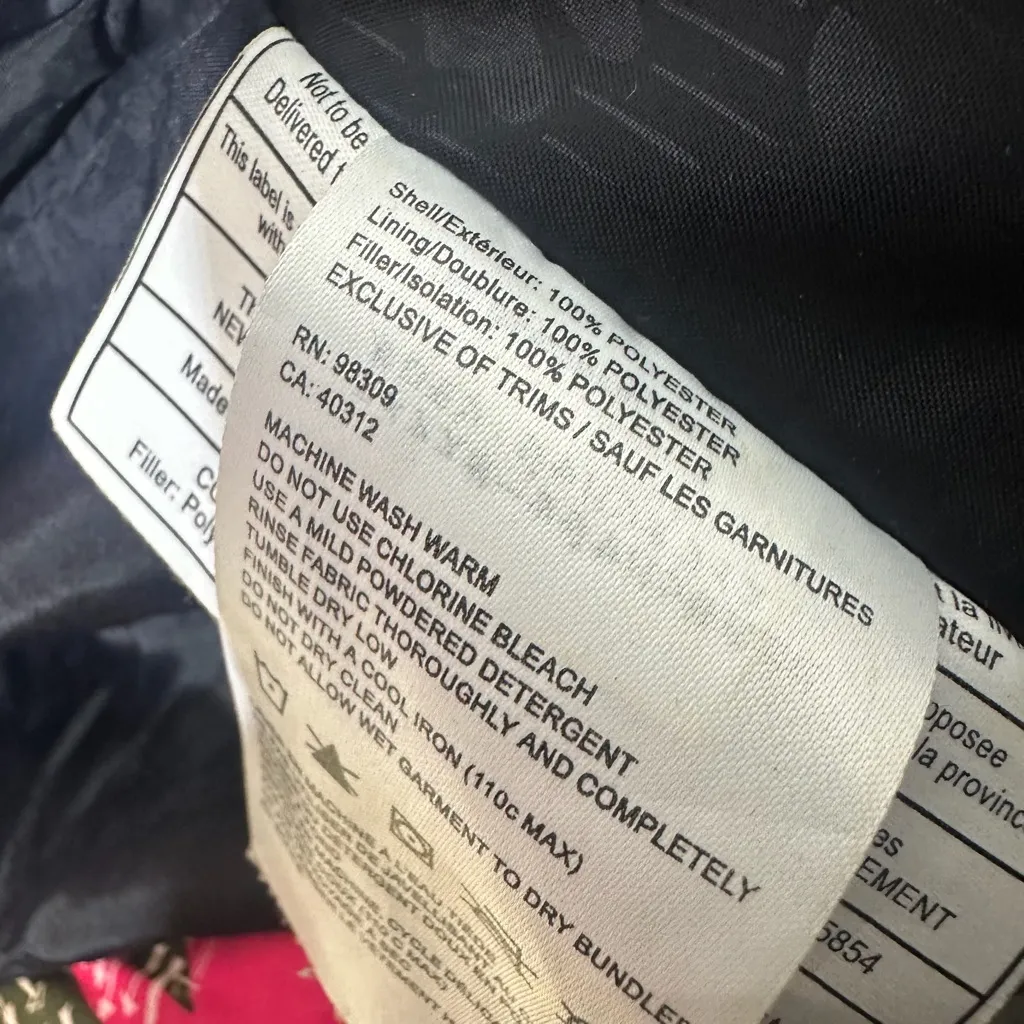 Not to be
Delivered
This label is
with
Made
Filler: Poly
Shell/Extérieur: 100% POLYESTER
Lining/Doublure: 100% POLYESTER
Filler/Isolation: 100% POLYESTER
EXCLUSIVE OF TRIMS / SAUF LES GARNITURES
RN: 98309
CA: 40312
MACHINE WASH WARM
DO NOT USE CHLORINE BLEACH
USE A MILD POWDERED DETERGENT
RINSE FABRIC THOROUGHLY AND COMPLETELY
TUMBLE DRY LOW
FINISH WITH A COOL IRON (110c MAX)
DO NOT DRY CLEAN
DO NOT ALLOW WET GARMENT TO DRY BUNDLED
la
ateur
oposee
la provinc
es
EMENT
5854